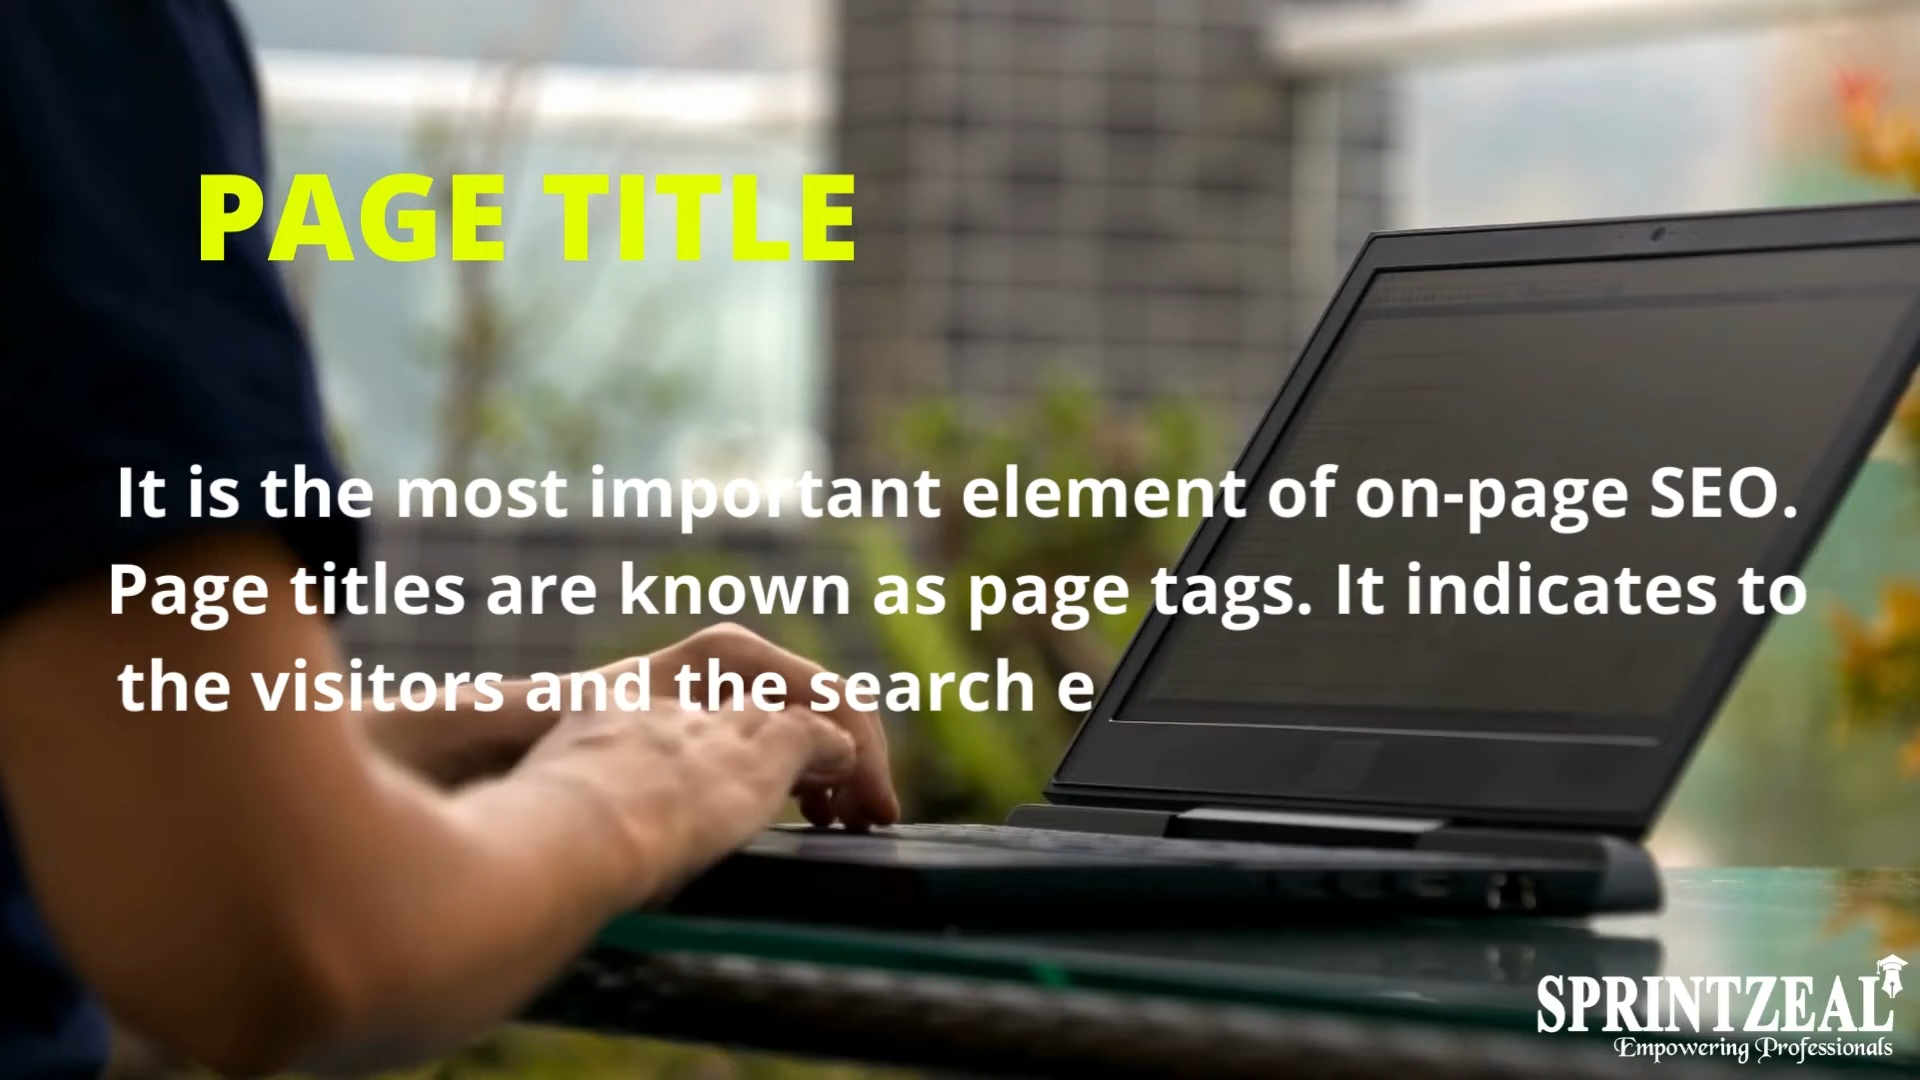 PAGE TITLE
It is the most important element of on-page SEO.
Page titles are known as page tags. It indicates to
the visitors and the search e
SPRINTZEAL
Empowering Professionals